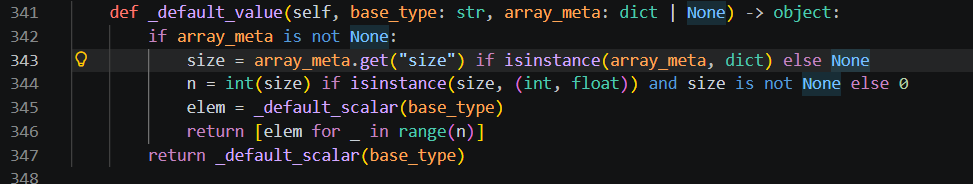 341 def _default_value(self, base_type: str, array_meta: dict | None) -> object:
342 if array_meta is not None:
343 size = array_meta.get("size") if isinstance(array_meta, dict) else None
344 n = int(size) if isinstance(size, (int, float)) and size is not None else 0
345 elem = _default_scalar(base_type)
346 return [elem for _ in range(n)]
347 return _default_scalar(base_type)
348